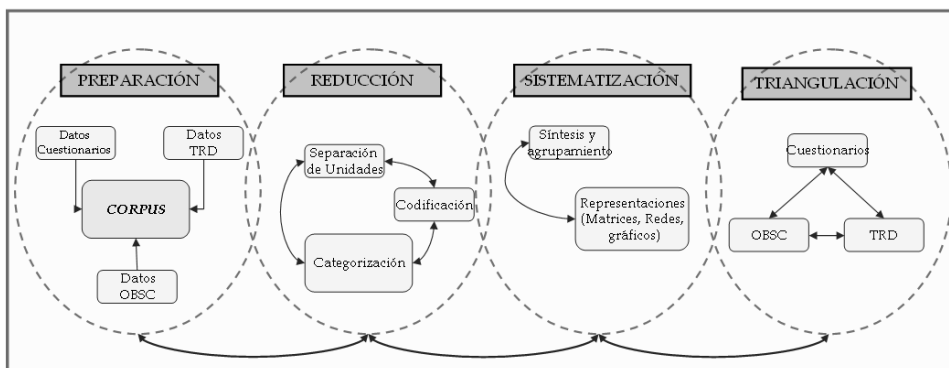 PREPARACIÓN
Datos
Cuestionarios
Datos
TRD
CORPUS
Datos
OBSC
REDUCCIÓN
Separación
de Unidades
Codificación
Categorización
SISTEMATIZACIÓN
Síntesis y
agrupamiento
Representaciones
(Matrices, Redes,
gráficos)
TRIANGULACIÓN
Cuestionarios
OBSC
TRD